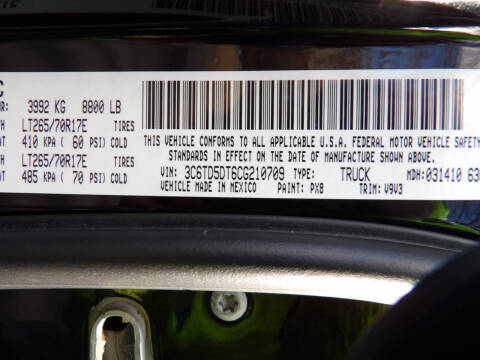 C
R: 3992 KG 8800 LB
H LT265/70R17E TIRES
T 410 KPA ( 60 PSI) COLD
H LT265/70R17E TIRES
T 485 KPA ( 70 PSI) COLD
THIS VEHICLE CONFORMS TO ALL APPLICABLE U.S.A. FEDERAL MOTOR VEHICLE SAFETY
STANDARDS IN EFFECT ON THE DATE OF MANUFACTURE SHOWN ABOVE.
VIN: 3C6TD5DT6CG210709 TYPE: TRUCK MDH: 031410 63
VEHICLE MADE IN MEXICO PAINT: PX8 TRIM: V9V3